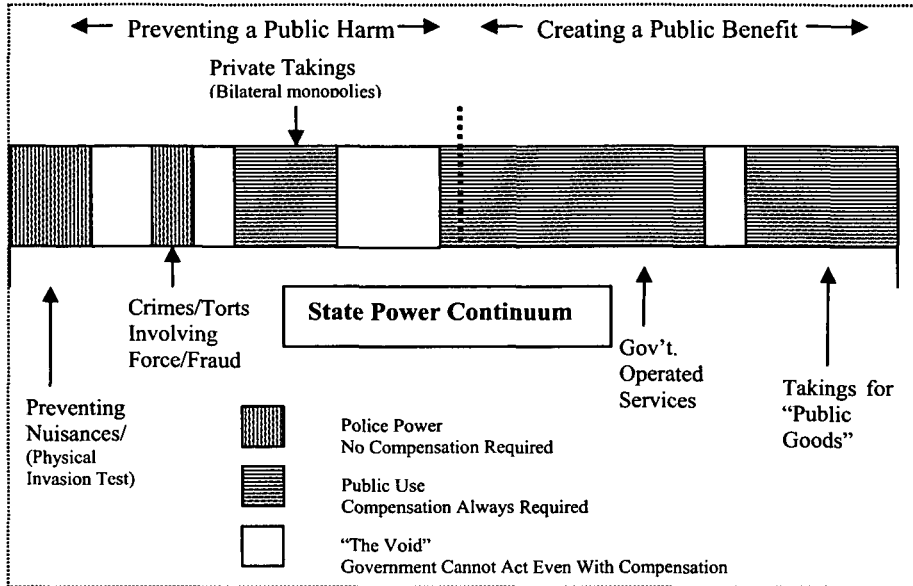 Preventing a Public Harm
Creating a Public Benefit
Private Takings
(Bilateral monopolies)
Crimes/Torts
Involving
Force/Fraud
State Power Continuum
Gov't.
Operated
Services
Takings for
“Public
Goods”
Preventing
Nuisances/
(Physical
Invasion Test)
Police Power
No Compensation Required
Public Use
Compensation Always Required
“The Void”
Government Cannot Act Even With Compensation